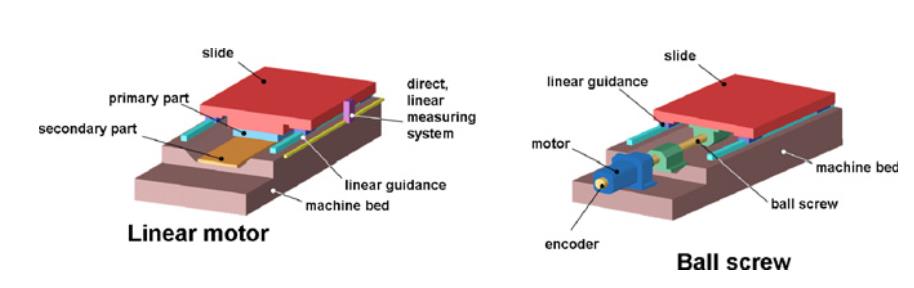 slide
primary part
secondary part
direct,
linear
measuring
system
linear guidance
machine bed
Linear motor
slide
linear guidance
motor
machine bed
ball screw
encoder
Ball screw